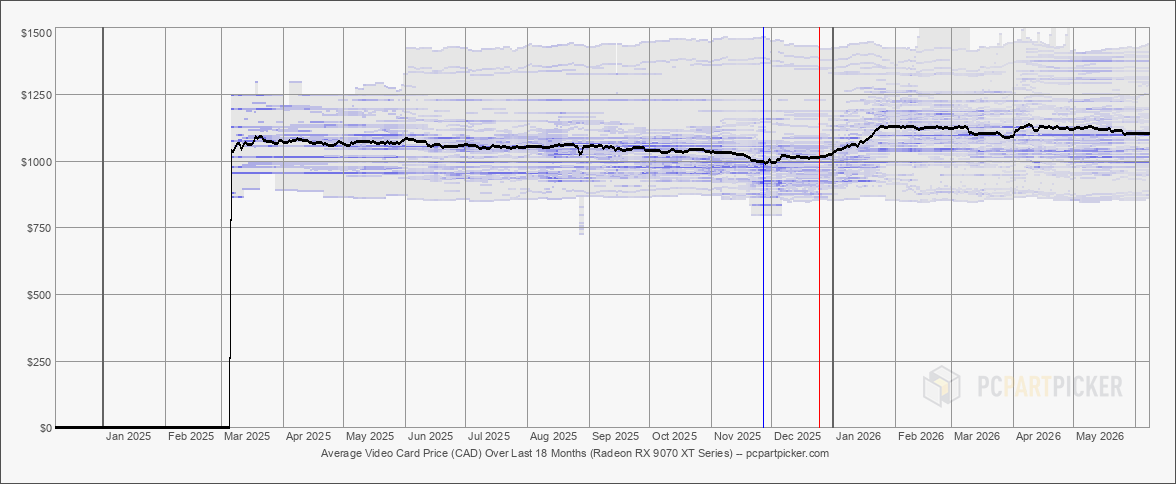 $1500
$1250
$1000
$750
$500
$250
$0
Jan 2025 Feb 2025 Mar 2025 Apr 2025 May 2025 Jun 2025 Jul 2025 Aug 2025 Sep 2025 Oct 2025 Nov 2025 Dec 2025 Jan 2026 Feb 2026 Mar 2026 Apr 2026 May 2026
Average Video Card Price (CAD) Over Last 18 Months (Radeon RX 9070 XT Series) -- pcpartpicker.com
PCPARTPICKER